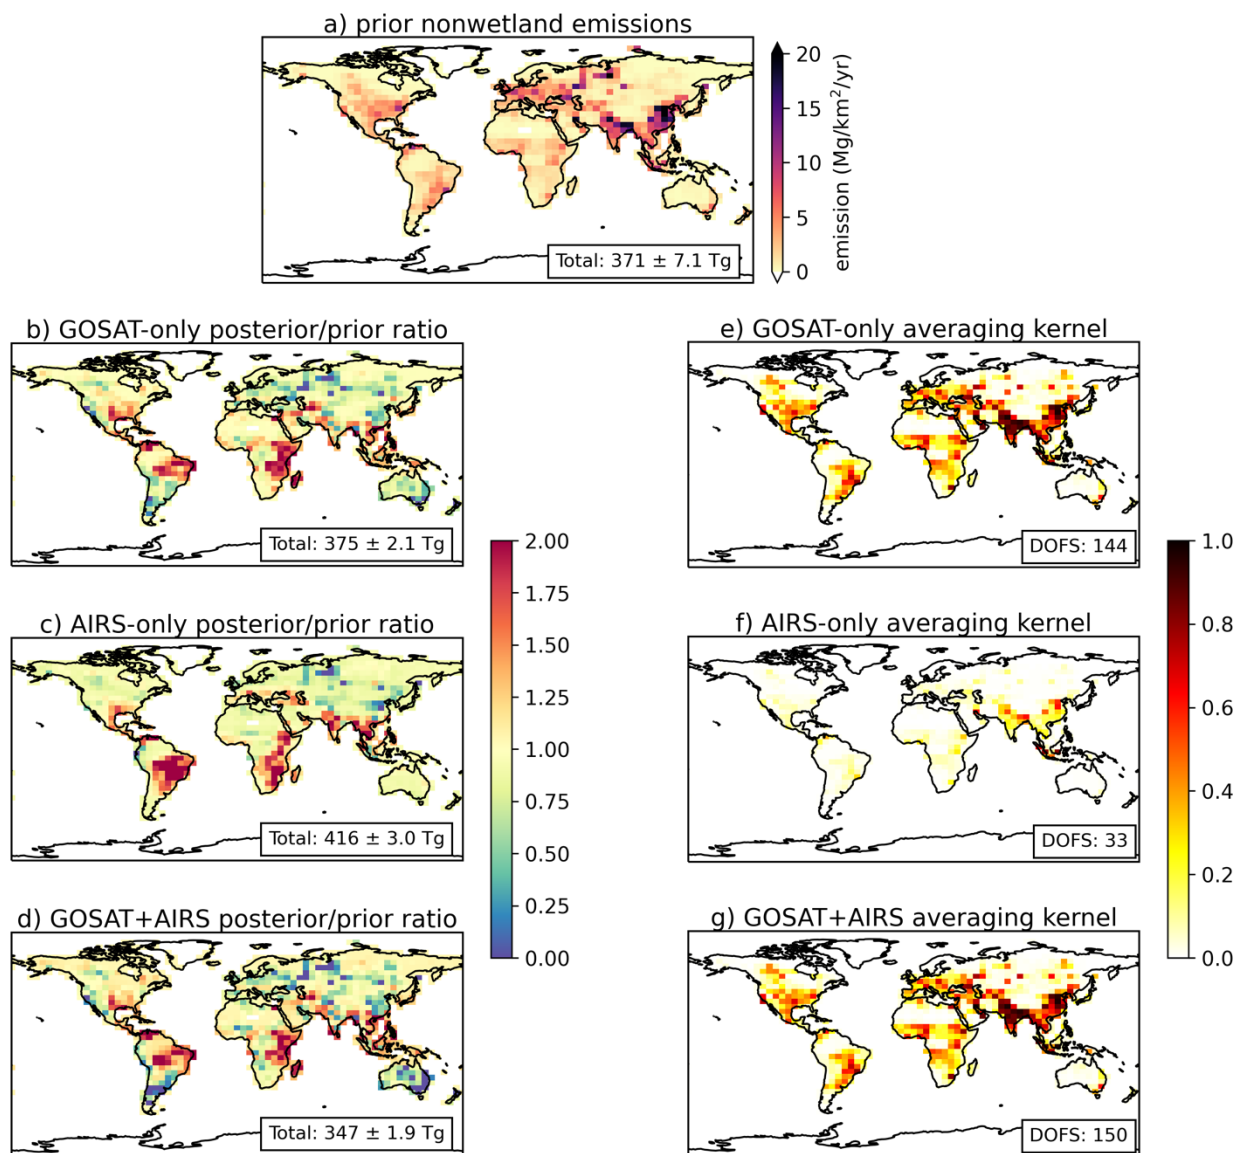 a) prior nonwetland emissions
20
15
10
5
0
emission (Mg/km²/yr)
Total: 371 ± 7.1 Tg
b) GOSAT-only posterior/prior ratio
Total: 375 ± 2.1 Tg
e) GOSAT-only averaging kernel
DOFS: 144
c) AIRS-only posterior/prior ratio
Total: 416 ± 3.0 Tg
2.00
1.75
1.50
1.25
1.00
0.75
0.50
0.25
0.00
f) AIRS-only averaging kernel
DOFS: 33
1.0
0.8
0.6
0.4
0.2
0.0
d) GOSAT+AIRS posterior/prior ratio
Total: 347 ± 1.9 Tg
g) GOSAT+AIRS averaging kernel
DOFS: 150